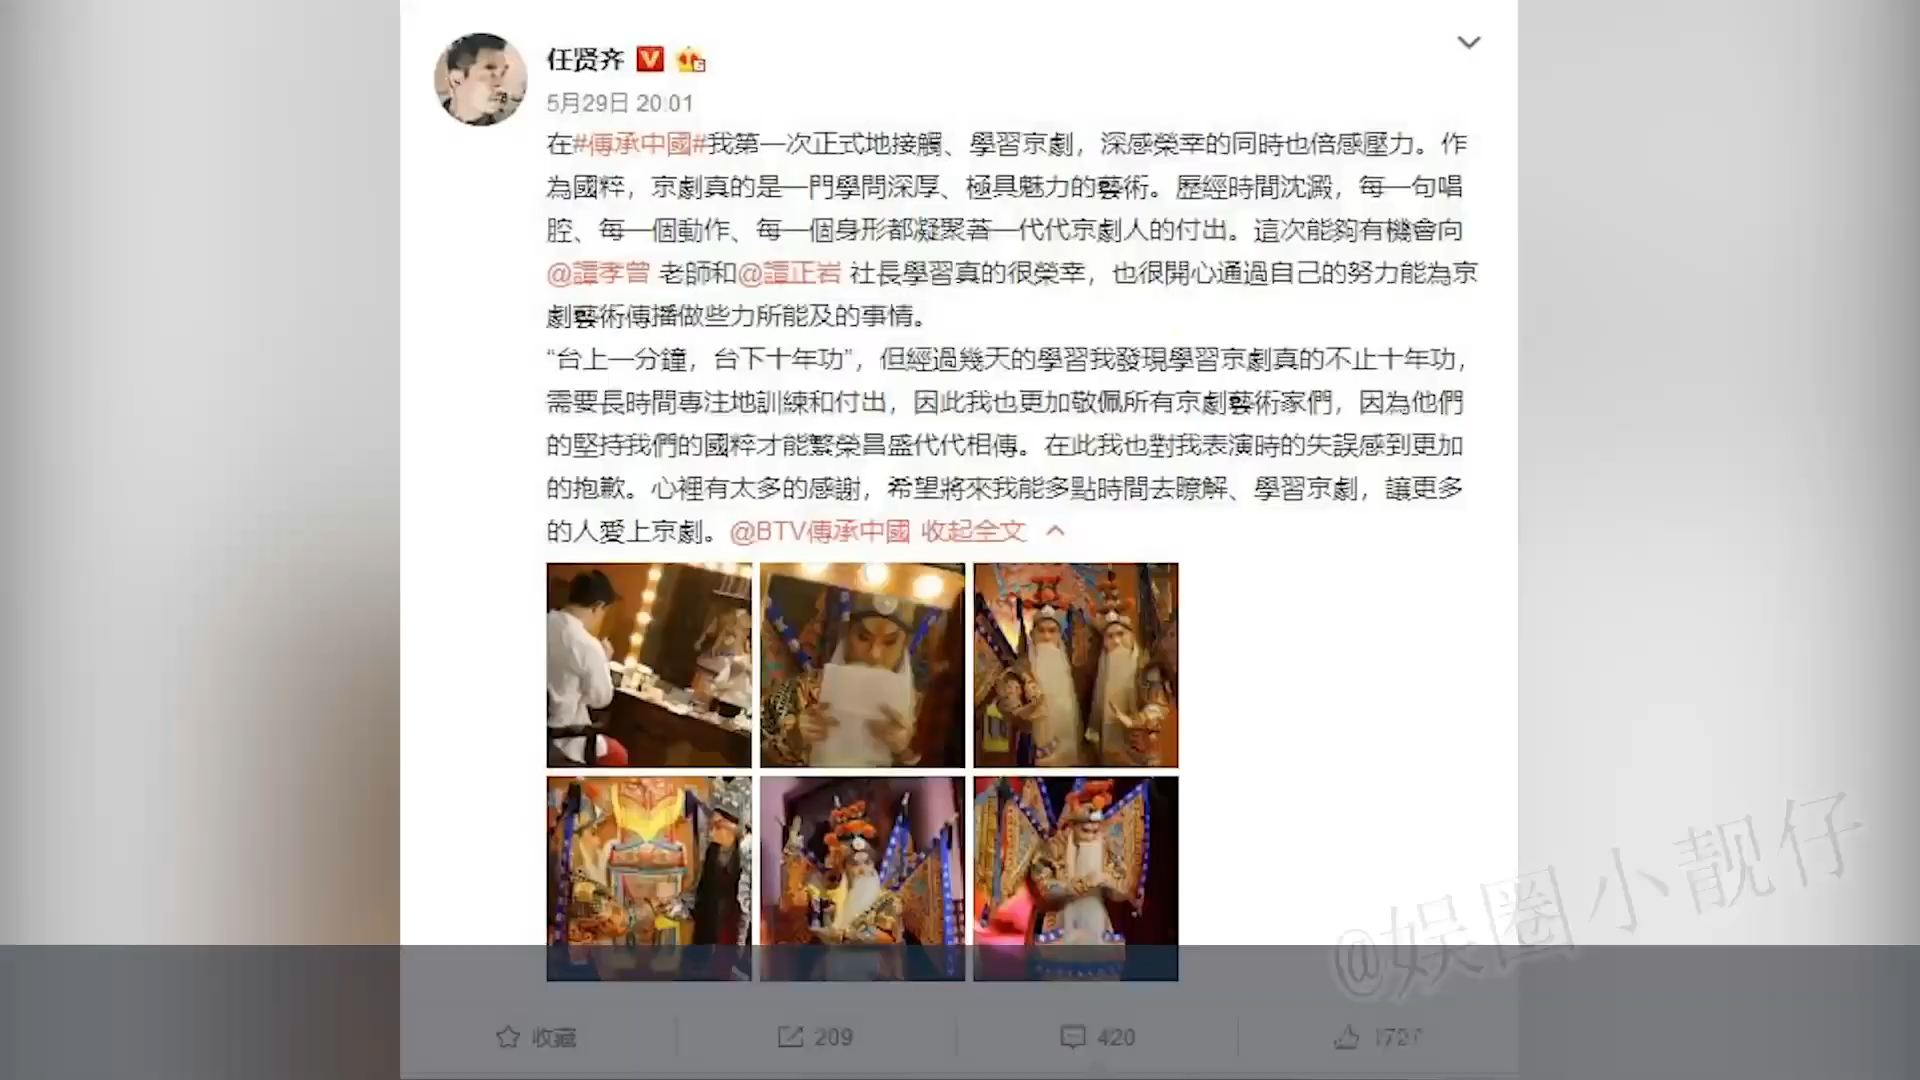 任贤齐
5月29日 20:01
在#傳承中國#我第一次正式地接觸、學習京劇，深感榮幸的同時也倍感壓力。作
為國粹，京劇真的是一門學問深厚、極具魅力的藝術。歷經時間沈澱，每一句唱
腔、每一個動作、每一個身形都凝聚著一代代京劇人的付出。這次能夠有機會向
@譚孝曾 老師和@譚正岩 社長學習真的很榮幸，也很開心通過自己的努力能為京
劇藝術傳播做些力所能及的事情。
“台上一分鐘，台下十年功”，但經過幾天的學習我發現學習京劇真的不止十年功，
需要長時間專注地訓練和付出，因此我也更加敬佩所有京劇藝術家們，因為他們
的堅持我們的國粹才能繁榮昌盛代代相傳。在此我也對我表演時的失誤感到更加
的抱歉。心裡有太多的感謝，希望將來我能多點時間去瞭解、學習京劇，讓更多
的人愛上京劇。@BTV傳承中國 收起全文
@娱圈小靓仔
收藏 209 420